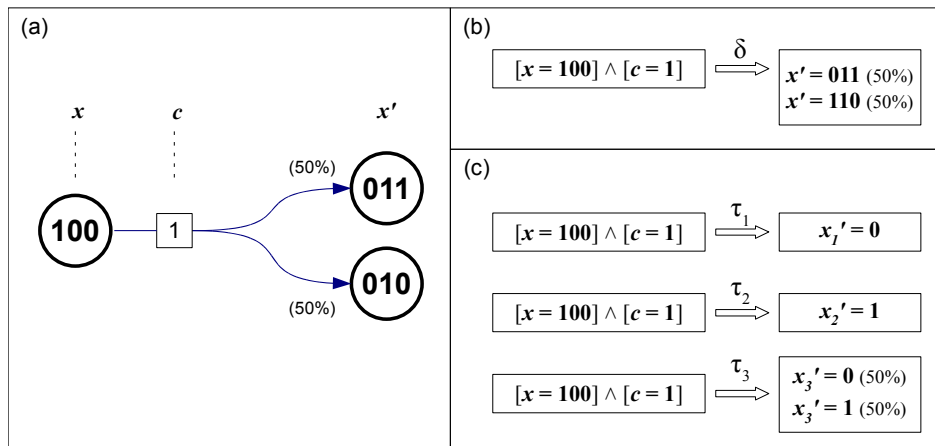 (a)
x
c
x'
100
1
(50%)
011
(50%)
010
(b)
[x = 100] ∧ [c = 1]
δ
x' = 011 (50%)
x' = 110 (50%)
(c)
[x = 100] ∧ [c = 1]
τ₁
x₁' = 0
[x = 100] ∧ [c = 1]
τ₂
x₂' = 1
[x = 100] ∧ [c = 1]
τ₃
x₃' = 0 (50%)
x₃' = 1 (50%)